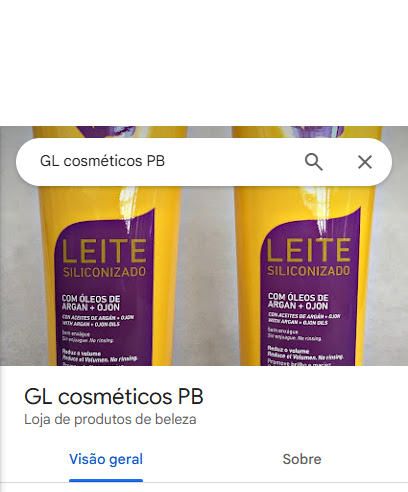 GL cosméticos PB
LEITE
SILICONIZADO
COM ÓLEOS DE
ARGAN + OJON
CON ACEITES DE ARGÁN + OJON
WITH ARGAN + OJON OILS
Sem enxágue
Sin enjuague. No rinsing.
Reduz o volume
Reduce el Volumen. No rinsing.
LEITE
SILICONIZADO
COM ÓLEOS DE
ARGAN + OJON
CON ACEITES DE ARGÁN + OJON
WITH ARGAN + OJON OILS
Sem enxágue
Sin enjuague. No rinsing.
Reduz o volume
Reduce el Volumen. No rinsing.
GL cosméticos PB
Loja de produtos de beleza
Visão geral
Sobre